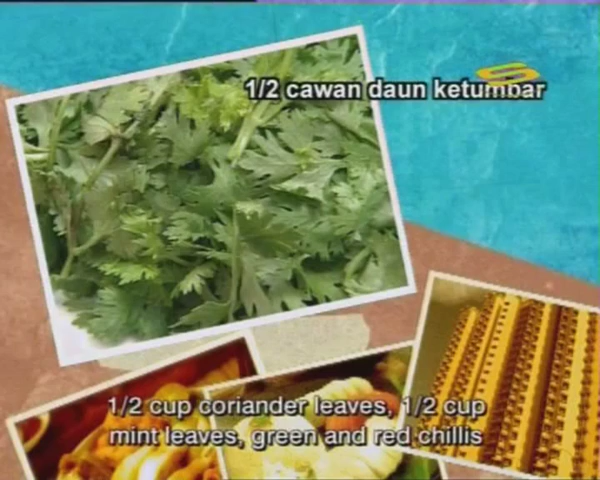 1/2 cawan daun ketumbar
1/2 cup coriander leaves, 1/2 cup
mint leaves, green and red chillis